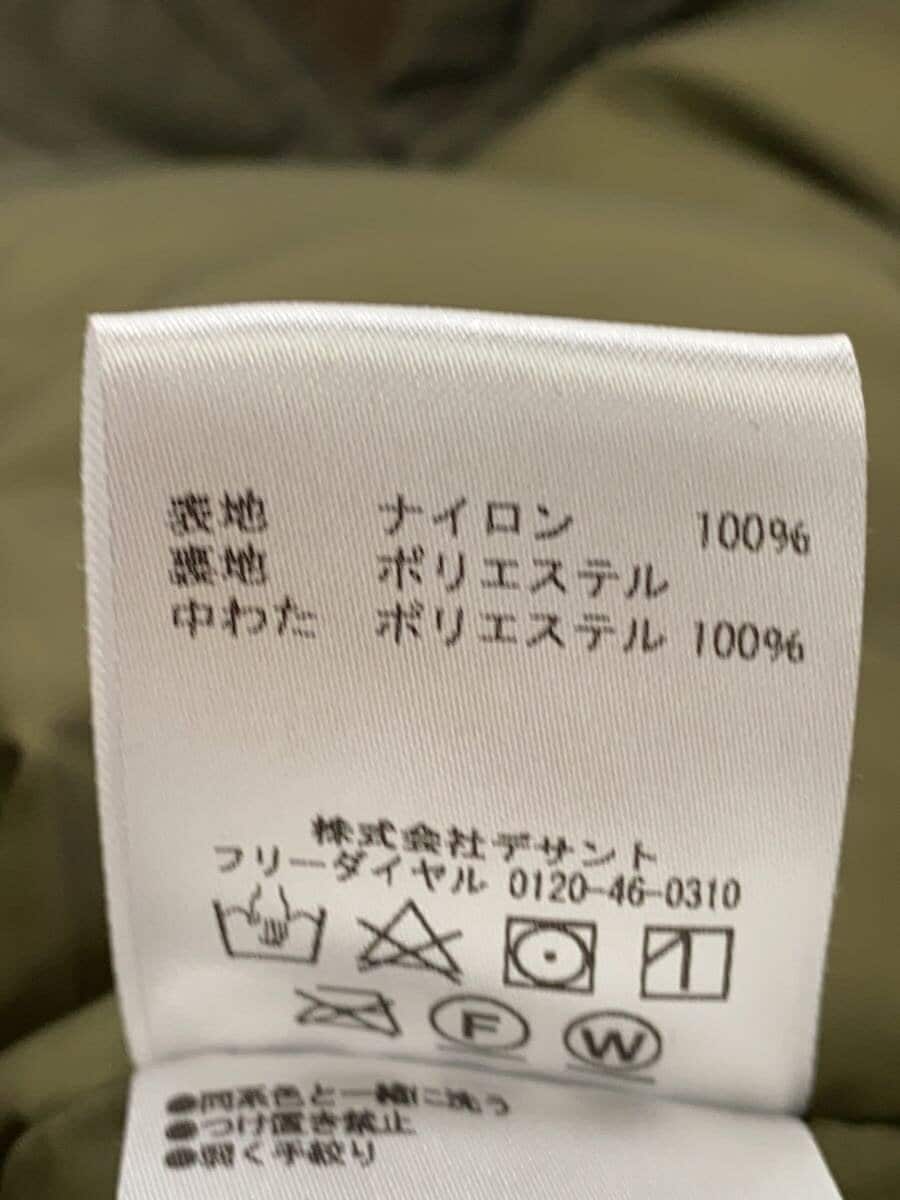 表地 ナイロン 100%
裏地 ポリエステル
中わた ポリエステル 100%
株式会社デサント
フリーダイヤル 0120-46-0310
F W
●同系色と一緒に洗う
●つけ置き禁止
●弱く手絞り